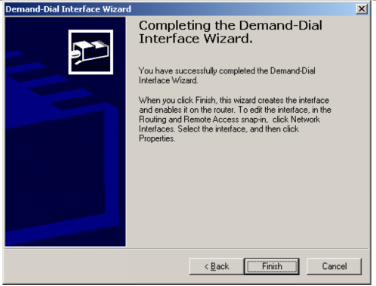 Demand-Dial Interface Wizard
Completing the Demand-Dial
Interface Wizard.
You have successfully completed the Demand-Dial
Interface Wizard.
When you click Finish, this wizard creates the interface
and enables it on the router. To edit the interface, in the
Routing and Remote Access snap-in, click Network
Interfaces. Select the interface, and then click
Properties.
< Back
Finish
Cancel